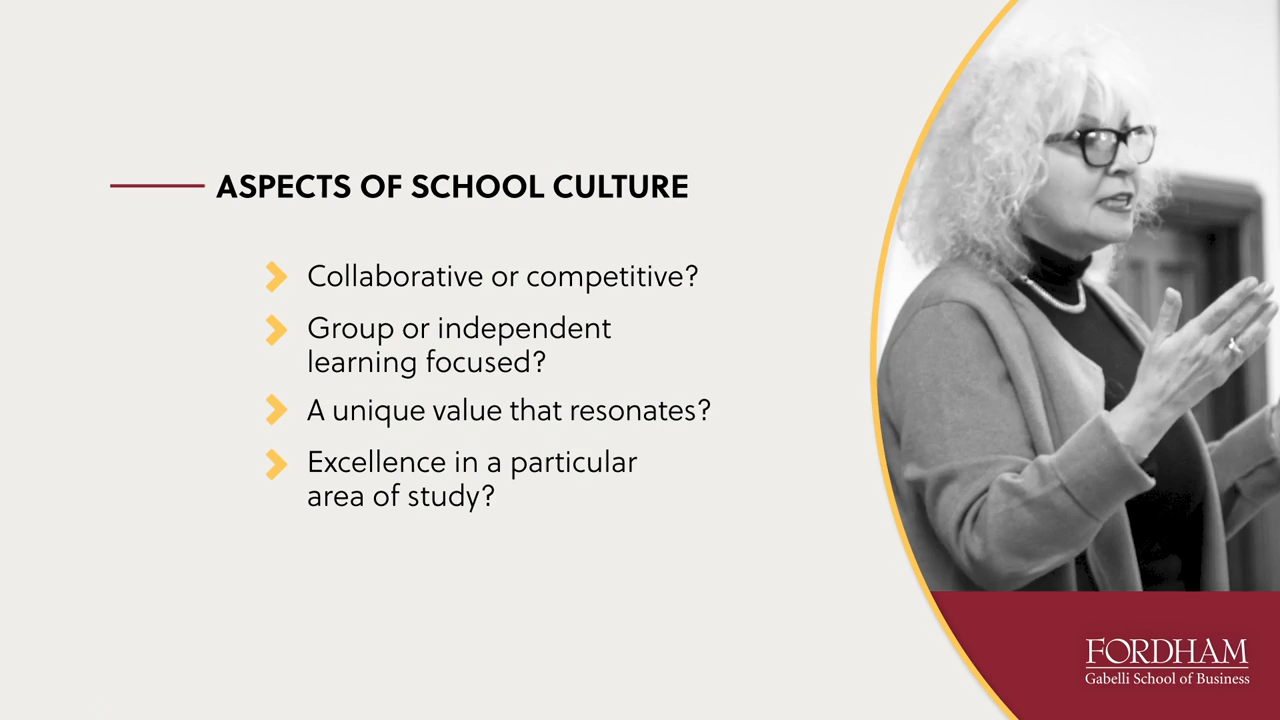 ASPECTS OF SCHOOL CULTURE
Collaborative or competitive?
Group or independent
learning focused?
A unique value that resonates?
Excellence in a particular
area of study?
FORDHAM
Gabelli School of Business